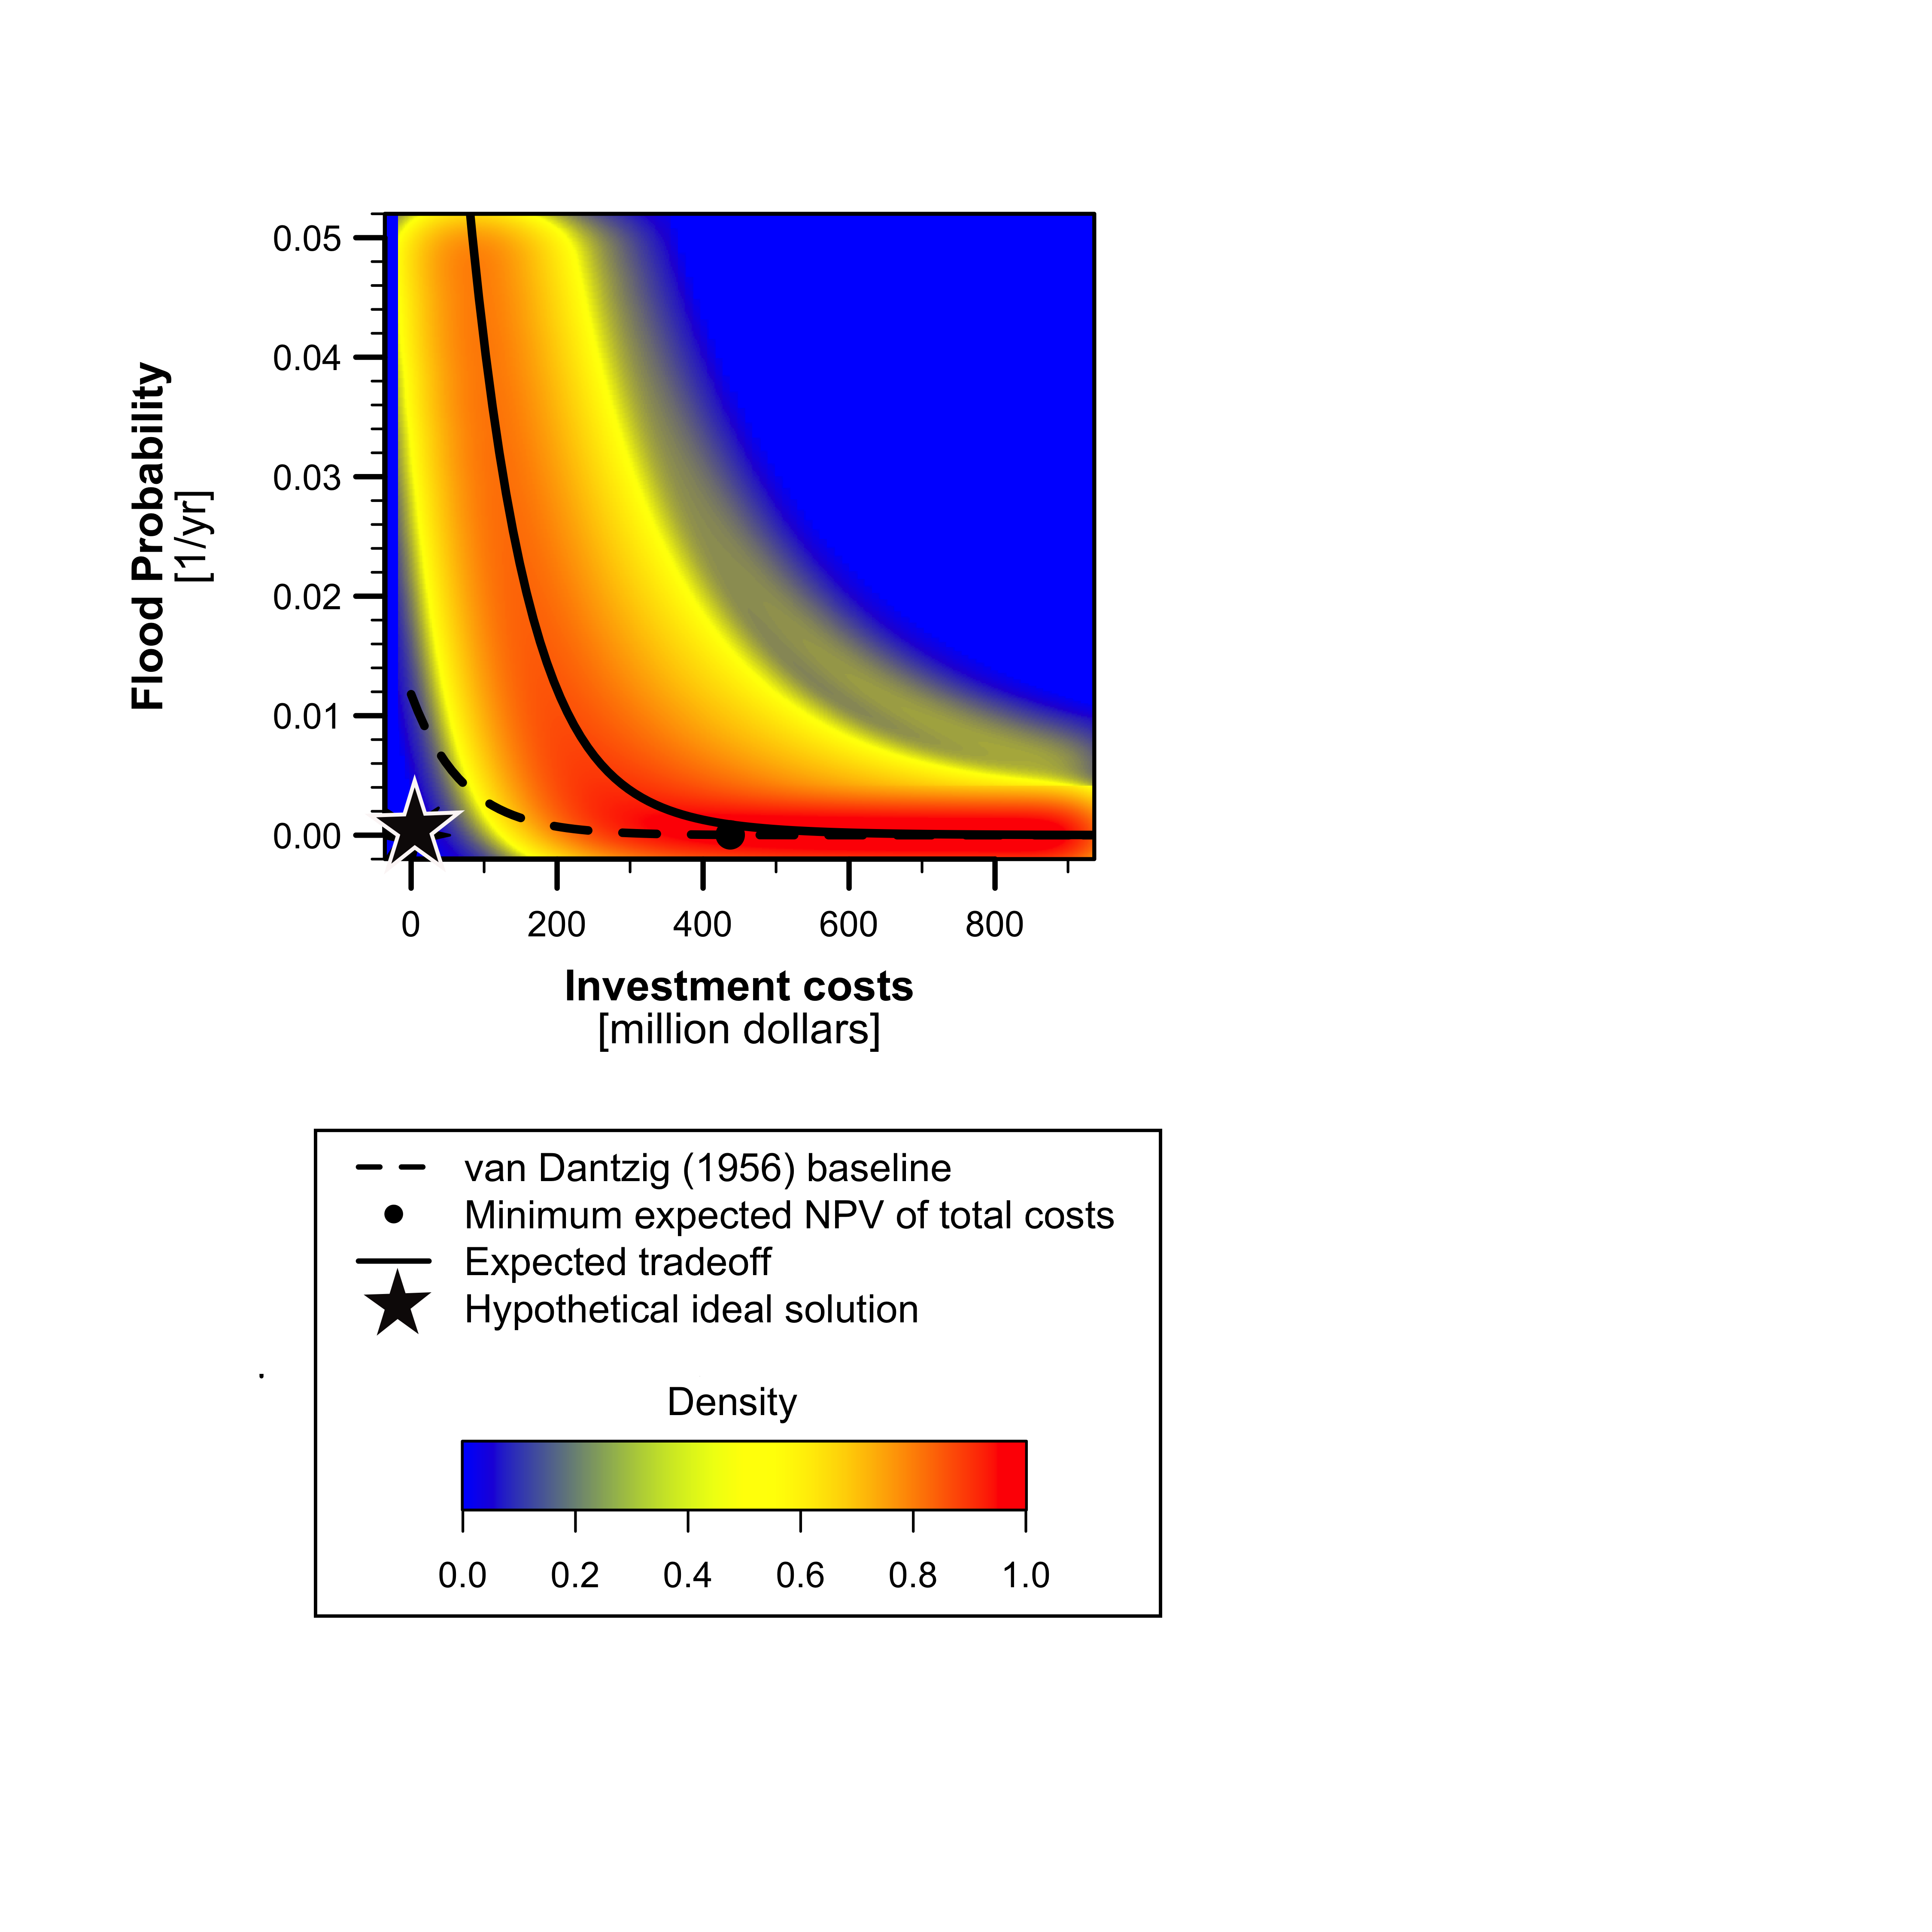 0.05
0.04
0.03
0.02
0.01
0.00
Flood Probability
[1/yr]
0 200 400 600 800
Investment costs
[million dollars]
van Dantzig (1956) baseline
Minimum expected NPV of total costs
Expected tradeoff
Hypothetical ideal solution
Density
0.0 0.2 0.4 0.6 0.8 1.0